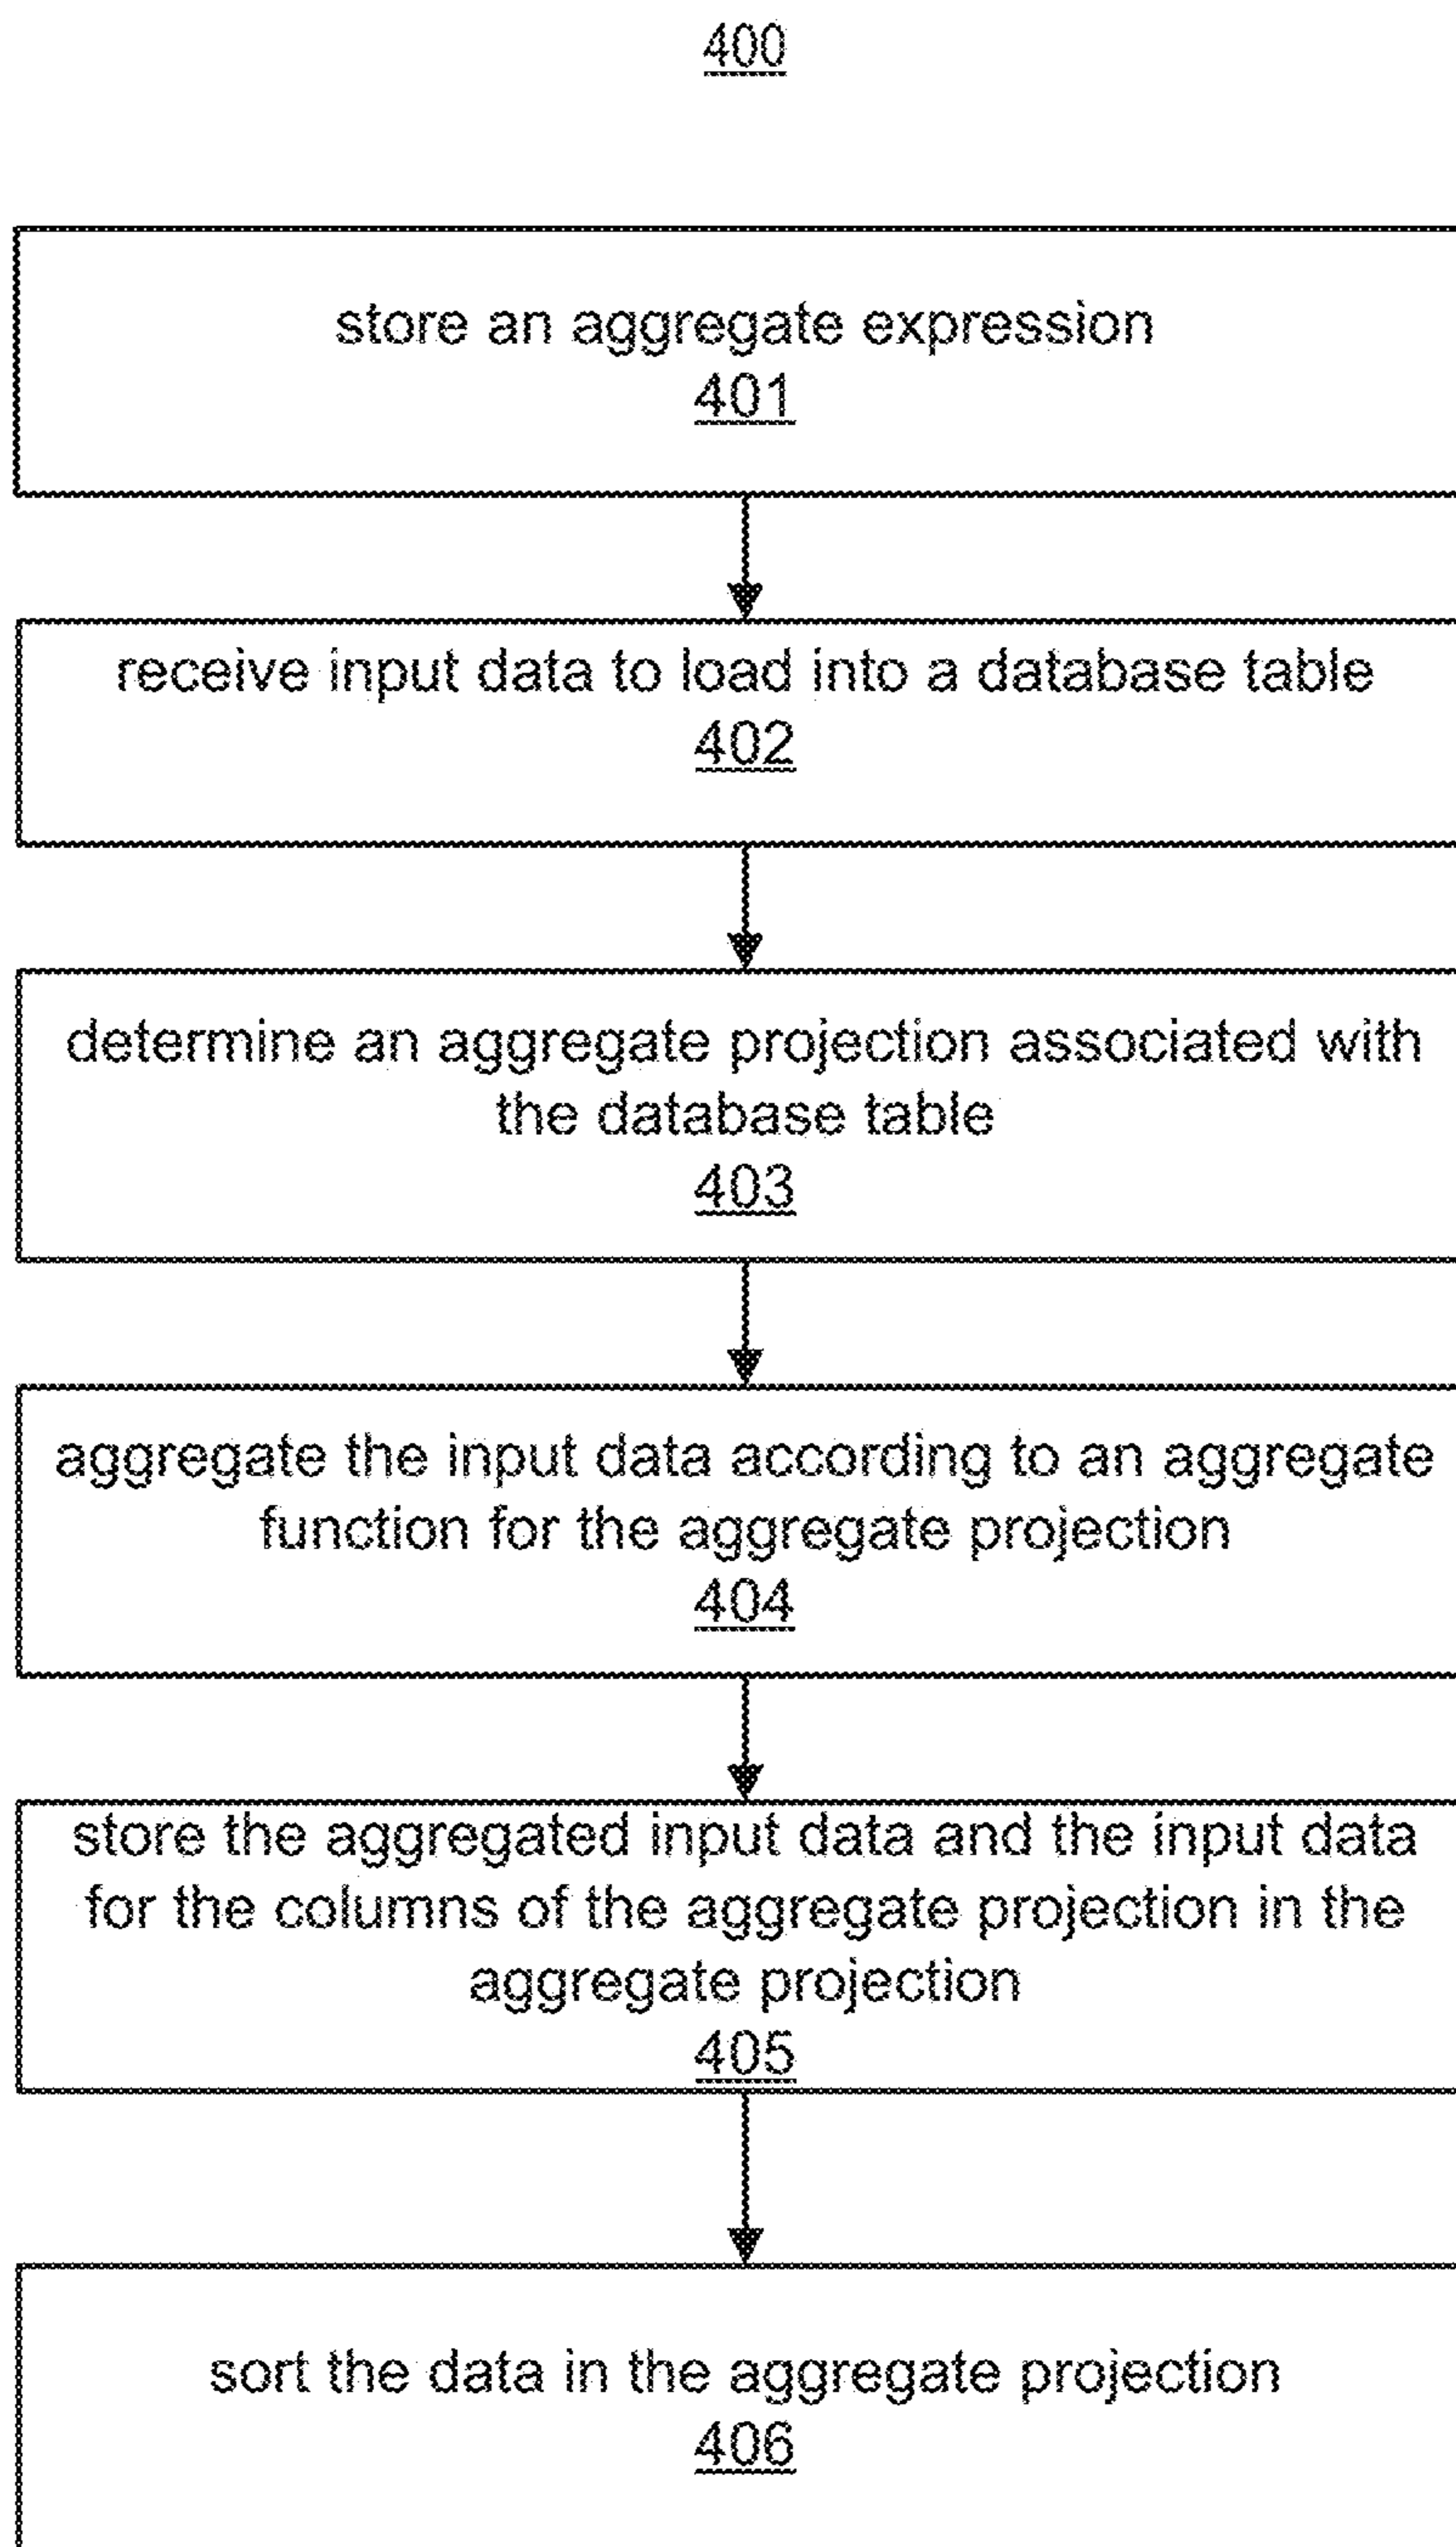 400
store an aggregate expression
401
receive input data to load into a database table
402
determine an aggregate projection associated with
the database table
403
aggregate the input data according to an aggregate
function for the aggregate projection
404
store the aggregated input data and the input data
for the columns of the aggregate projection in the
aggregate projection
405
sort the data in the aggregate projection
406